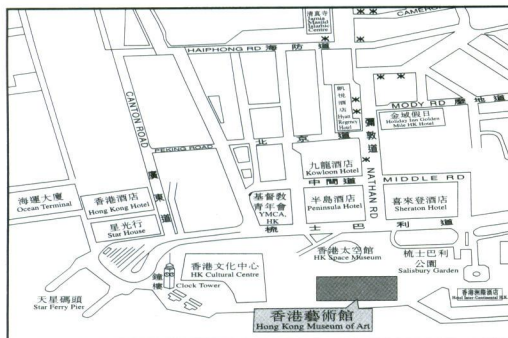 清真寺
Jamia
Masjid
Islamic
Centre
CAMERO
HAIPHONG RD 海防道
CANTON ROAD
廣東道
凱悅酒店
Hyatt
Regency
Hotel
彌敦道 NATHAN RD
MODY RD 麼地道
金域假日
Holiday Inn Golden
Mile HK Hotel
北京道
PEKING ROAD
九龍酒店
Kowloon Hotel
中間道
MIDDLE RD
海運大廈
Ocean Terminal
香港酒店
Hong Kong Hotel
星光行
Star House
基督教
青年會
YMCA,
HK
半島酒店
Peninsula Hotel
喜來登酒店
Sheraton Hotel
梳士巴利道
香港太空館
HK Space Museum
梳士巴利
公園
Salisbury Garden
香港文化中心
HK Cultural Centre
鐘樓
Clock Tower
天星碼頭
Star Ferry Pier
香港洲際酒店
Hotel Inter-Continental HK
香港藝術館
Hong Kong Museum of Art